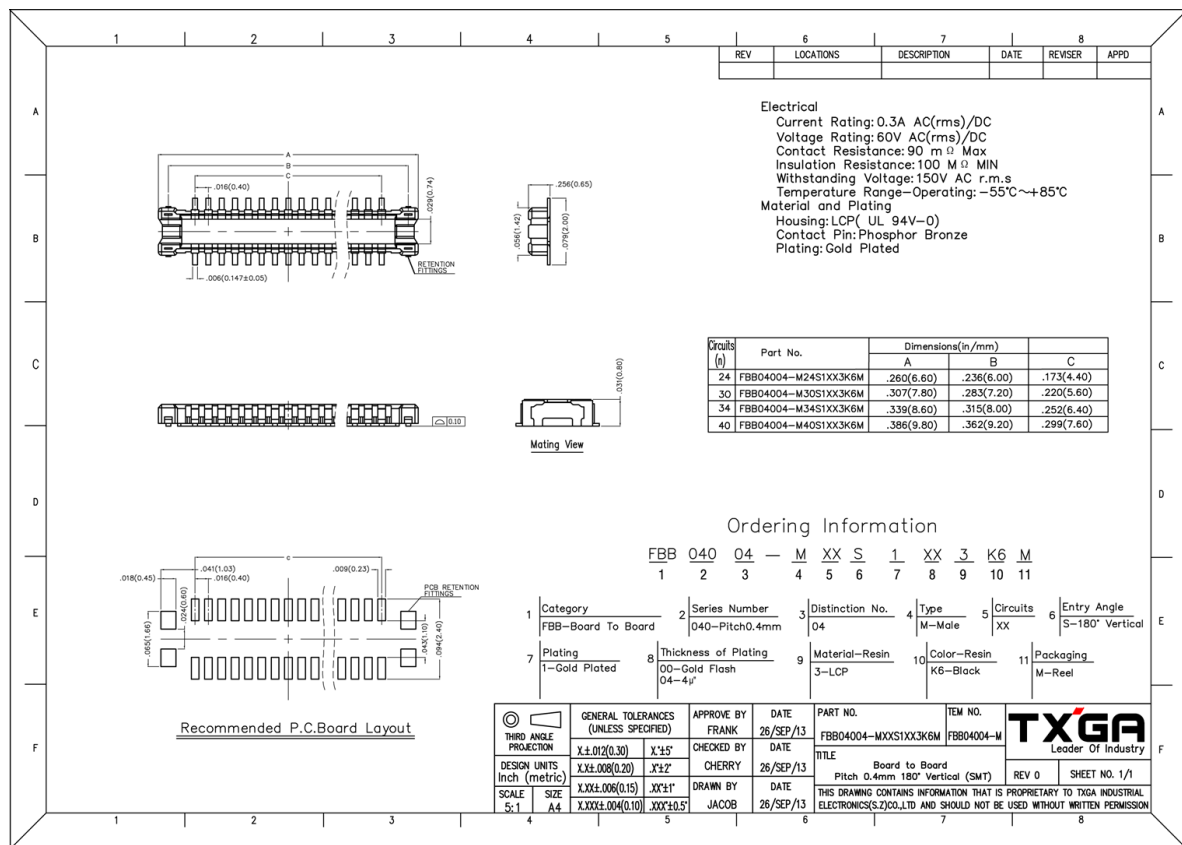 1 2 3 4 5 6 7 8
REV LOCATIONS DESCRIPTION DATE REVISER APPD
A A
B B
C C
D D
E E
F F
Electrical
Current Rating: 0.3A AC(rms)/DC
Voltage Rating: 60V AC(rms)/DC
Contact Resistance: 90 m Ω Max
Insulation Resistance: 100 M Ω MIN
Withstanding Voltage: 150V AC r.m.s
Temperature Range-Operating: -55°C~+85°C
Material and Plating
Housing: LCP( UL 94V-0)
Contact Pin: Phosphor Bronze
Plating: Gold Plated
A
B
C
.016(0.40)
.029(0.74)
.006(0.147±0.05)
RETENTION
FITTINGS
.256(0.65)
.056(1.42)
.079(2.00)
0.10
.031(0.80)
Mating View
Circuits (n) Part No. Dimensions(in/mm)
A B C
24 FBB04004-M24S1XX3K6M .260(6.60) .236(6.00) .173(4.40)
30 FBB04004-M30S1XX3K6M .307(7.80) .283(7.20) .220(5.60)
34 FBB04004-M34S1XX3K6M .339(8.60) .315(8.00) .252(6.40)
40 FBB04004-M40S1XX3K6M .386(9.80) .362(9.20) .299(7.60)
C
.041(1.03)
.009(0.23)
.018(0.45)
.016(0.40)
.024(0.60)
PCB RETENTION
FITTINGS
.065(1.66)
.043(1.10)
.094(2.40)
Recommended P.C.Board Layout
Ordering Information
FBB 040 04 - M XX S 1 XX 3 K6 M
1 2 3 4 5 6 7 8 9 10 11
1 Category
FBB-Board To Board
2 Series Number
040-Pitch0.4mm
3 Distinction No.
04
4 Type
M-Male
5 Circuits
XX
6 Entry Angle
S-180° Vertical
7 Plating
1-Gold Plated
8 Thickness of Plating
00-Gold Flash
04-4μ"
9 Material-Resin
3-LCP
10 Color-Resin
K6-Black
11 Packaging
M-Reel
THIRD ANGLE
PROJECTION
DESIGN UNITS
Inch (metric)
SCALE SIZE
5:1 A4
GENERAL TOLERANCES
(UNLESS SPECIFIED)
X.±.012(0.30) X.°±5°
X.X±.008(0.20) .X°±2°
X.XX±.006(0.15) .XX°±1°
X.XXX±.004(0.10) .XXX°±0.5°
APPROVE BY DATE
FRANK 26/SEP/13
CHECKED BY DATE
CHERRY 26/SEP/13
DRAWN BY DATE
JACOB 26/SEP/13
PART NO. TEM NO.
FBB04004-MXXS1XX3K6M FBB04004-M
TITLE
Board to Board
Pitch 0.4mm 180° Vertical (SMT)
REV 0 SHEET NO. 1/1
TXGA
Leader Of Industry
THIS DRAWING CONTAINS INFORMATION THAT IS PROPRIETARY TO TXGA INDUSTRIAL
ELECTRONICS(S.Z)CO.,LTD AND SHOULD NOT BE USED WITHOUT WRITTEN PERMISSION
1 2 3 4 5 6 7 8